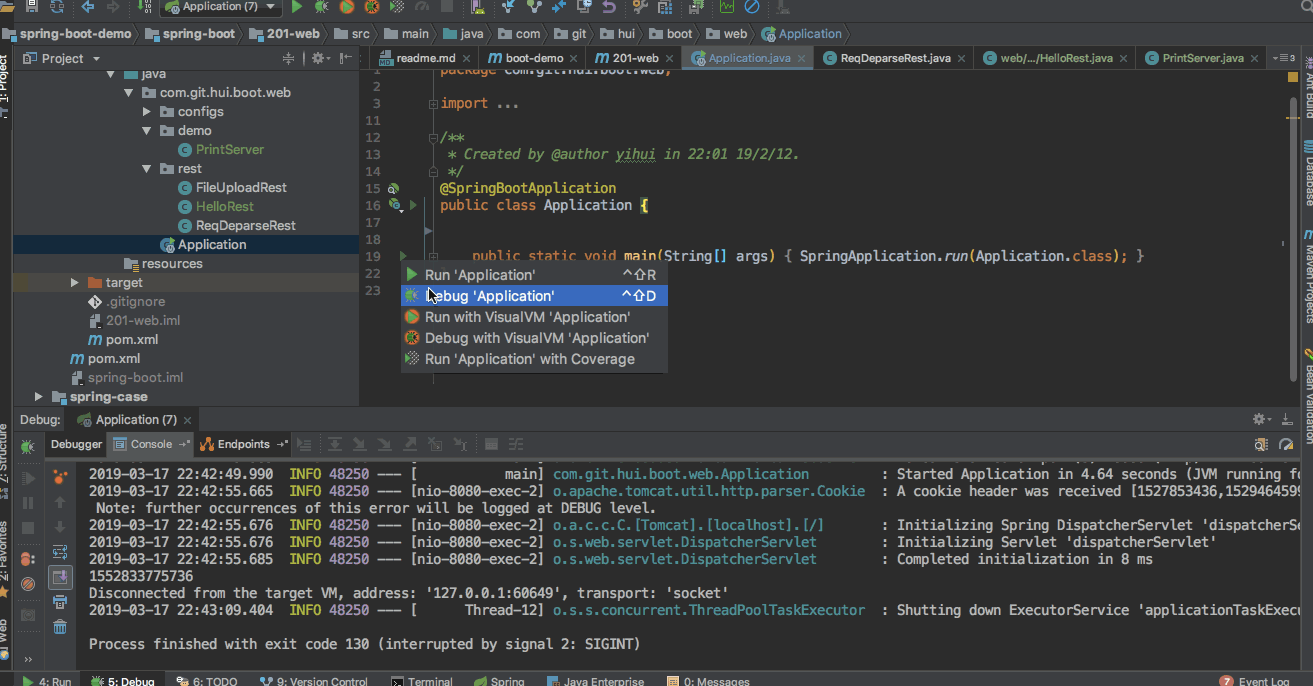 Application (7)
spring-boot-demo spring-boot 201-web src main java com git hui boot web Application
1: Project
Project
readme.md boot-demo 201-web Application.java ReqDeparseRest.java web/.../HelloRest.java PrintServer.java 3
java
com.git.hui.boot.web
configs
demo
PrintServer
rest
FileUploadRest
HelloRest
ReqDeparseRest
Application
resources
target
.gitignore
201-web.iml
pom.xml
pom.xml
spring-boot.iml
spring-case
1 package com.git.hui.boot.web;
2
3 import ...
11
12 /**
13 * Created by @author yihui in 22:01 19/2/12.
14 */
15 @SpringBootApplication
16 public class Application {
17
18
19 public static void main(String[] args) { SpringApplication.run(Application.class); }
22
23
Run 'Application' ^⇧R
Debug 'Application' ^⇧D
Run with VisualVM 'Application'
Debug with VisualVM 'Application'
Run 'Application' with Coverage
Ant Build
Database
Maven Projects
Bean Validation
Debug: Application (7)
Debugger Console Endpoints
2019-03-17 22:42:49.990 INFO 48250 --- [ main] com.git.hui.boot.web.Application : Started Application in 4.64 seconds (JVM running fo
2019-03-17 22:42:55.665 INFO 48250 --- [nio-8080-exec-2] o.apache.tomcat.util.http.parser.Cookie : A cookie header was received [1527853436,1529464599
Note: further occurrences of this error will be logged at DEBUG level.
2019-03-17 22:42:55.676 INFO 48250 --- [nio-8080-exec-2] o.a.c.c.C.[Tomcat].[localhost].[/] : Initializing Spring DispatcherServlet 'dispatcherSe
2019-03-17 22:42:55.676 INFO 48250 --- [nio-8080-exec-2] o.s.web.servlet.DispatcherServlet : Initializing Servlet 'dispatcherServlet'
2019-03-17 22:42:55.685 INFO 48250 --- [nio-8080-exec-2] o.s.web.servlet.DispatcherServlet : Completed initialization in 8 ms
1552833775736
Disconnected from the target VM, address: '127.0.0.1:60649', transport: 'socket'
2019-03-17 22:43:09.404 INFO 48250 --- [ Thread-12] o.s.s.concurrent.ThreadPoolTaskExecutor : Shutting down ExecutorService 'applicationTaskExecu
Process finished with exit code 130 (interrupted by signal 2: SIGINT)
Z: Structure
2: Favorites
Web
4: Run 5: Debug 6: TODO 9: Version Control Terminal Spring Java Enterprise 0: Messages 7 Event Log